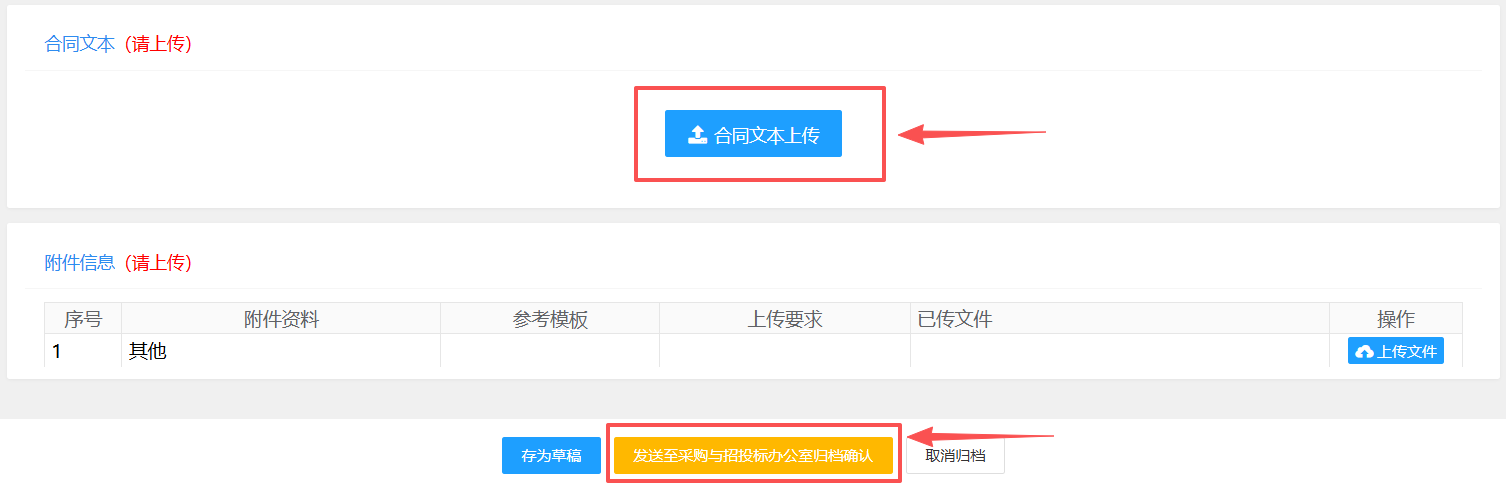 合同文本（请上传）
合同文本上传
附件信息（请上传）
序号 附件资料 参考模板 上传要求 已传文件 操作
1 其他 上传文件
存为草稿 发送至采购与招投标办公室归档确认 取消归档